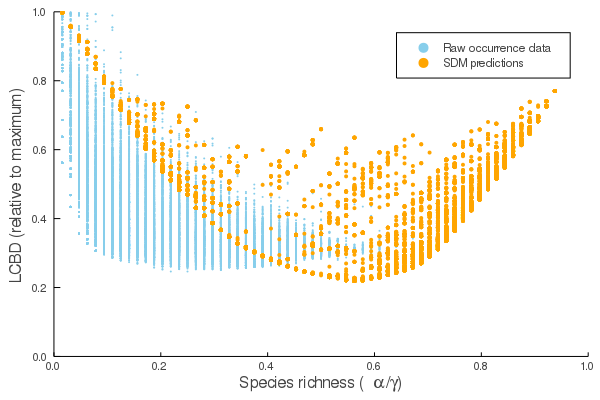 1.0
0.8
0.6
0.4
0.2
0.0
LCBD (relative to maximum)
Raw occurrence data
SDM predictions
0.0 0.2 0.4 0.6 0.8 1.0
Species richness ( α/γ)